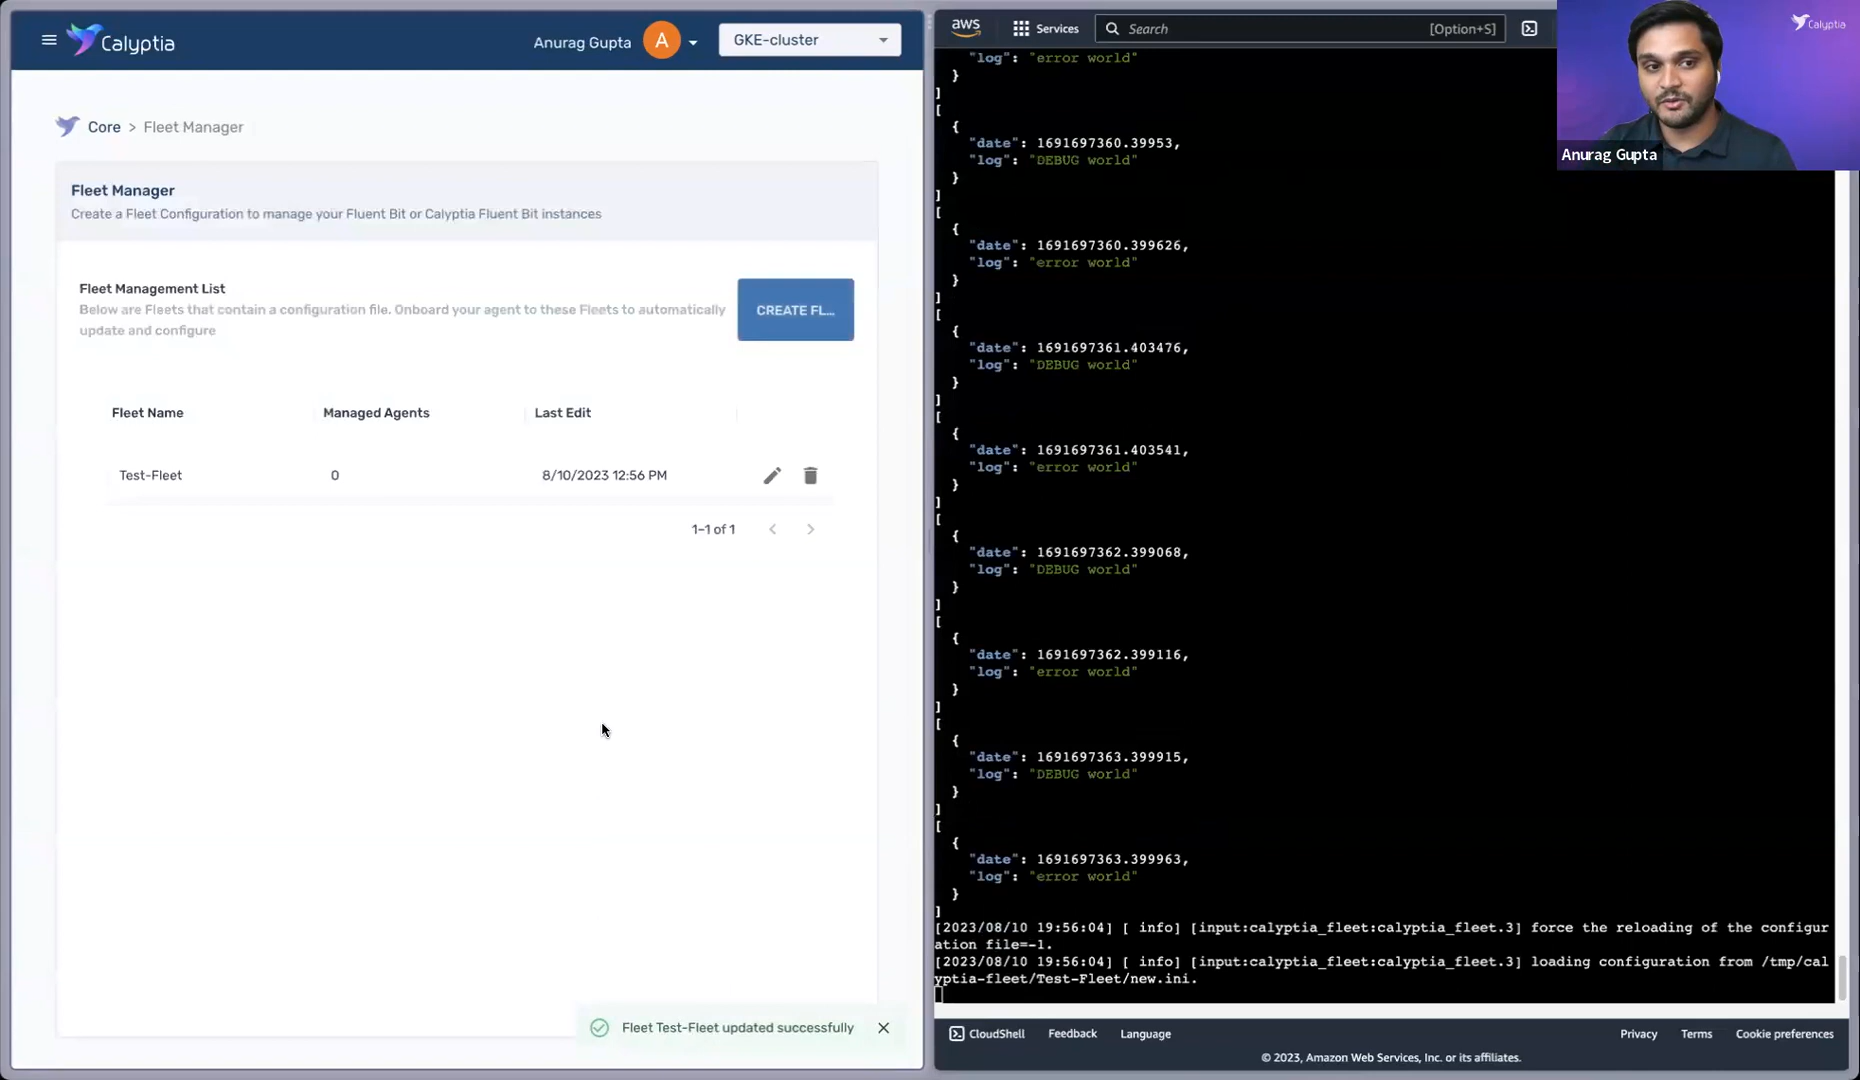 Calyptia
Anurag Gupta
A
GKE-cluster
Core > Fleet Manager
Fleet Manager
Create a Fleet Configuration to manage your Fluent Bit or Calyptia Fluent Bit instances
Fleet Management List
Below are Fleets that contain a configuration file. Onboard your agent to these Fleets to automatically
update and configure
CREATE FL...
Fleet Name Managed Agents Last Edit
Test-Fleet 0 8/10/2023 12:56 PM
1–1 of 1 < >
Fleet Test-Fleet updated successfully
aws
Services
Search
[Option+S]
Calyptia
Anurag Gupta
"log": "error world"
}
]
[
{
"date": 1691697360.39953,
"log": "DEBUG world"
}
]
[
{
"date": 1691697360.399626,
"log": "error world"
}
]
[
{
"date": 1691697361.403476,
"log": "DEBUG world"
}
]
[
{
"date": 1691697361.403541,
"log": "error world"
}
]
[
{
"date": 1691697362.399068,
"log": "DEBUG world"
}
]
[
{
"date": 1691697362.399116,
"log": "error world"
}
]
[
{
"date": 1691697363.399915,
"log": "DEBUG world"
}
]
[
{
"date": 1691697363.399963,
"log": "error world"
}
]
[2023/08/10 19:56:04] [ info] [input:calyptia_fleet:calyptia_fleet.3] force the reloading of the configur
ation file=-1.
[2023/08/10 19:56:04] [ info] [input:calyptia_fleet:calyptia_fleet.3] loading configuration from /tmp/cal
yptia-fleet/Test-Fleet/new.ini.
CloudShell Feedback Language Privacy Terms Cookie preferences
© 2023, Amazon Web Services, Inc. or its affiliates.